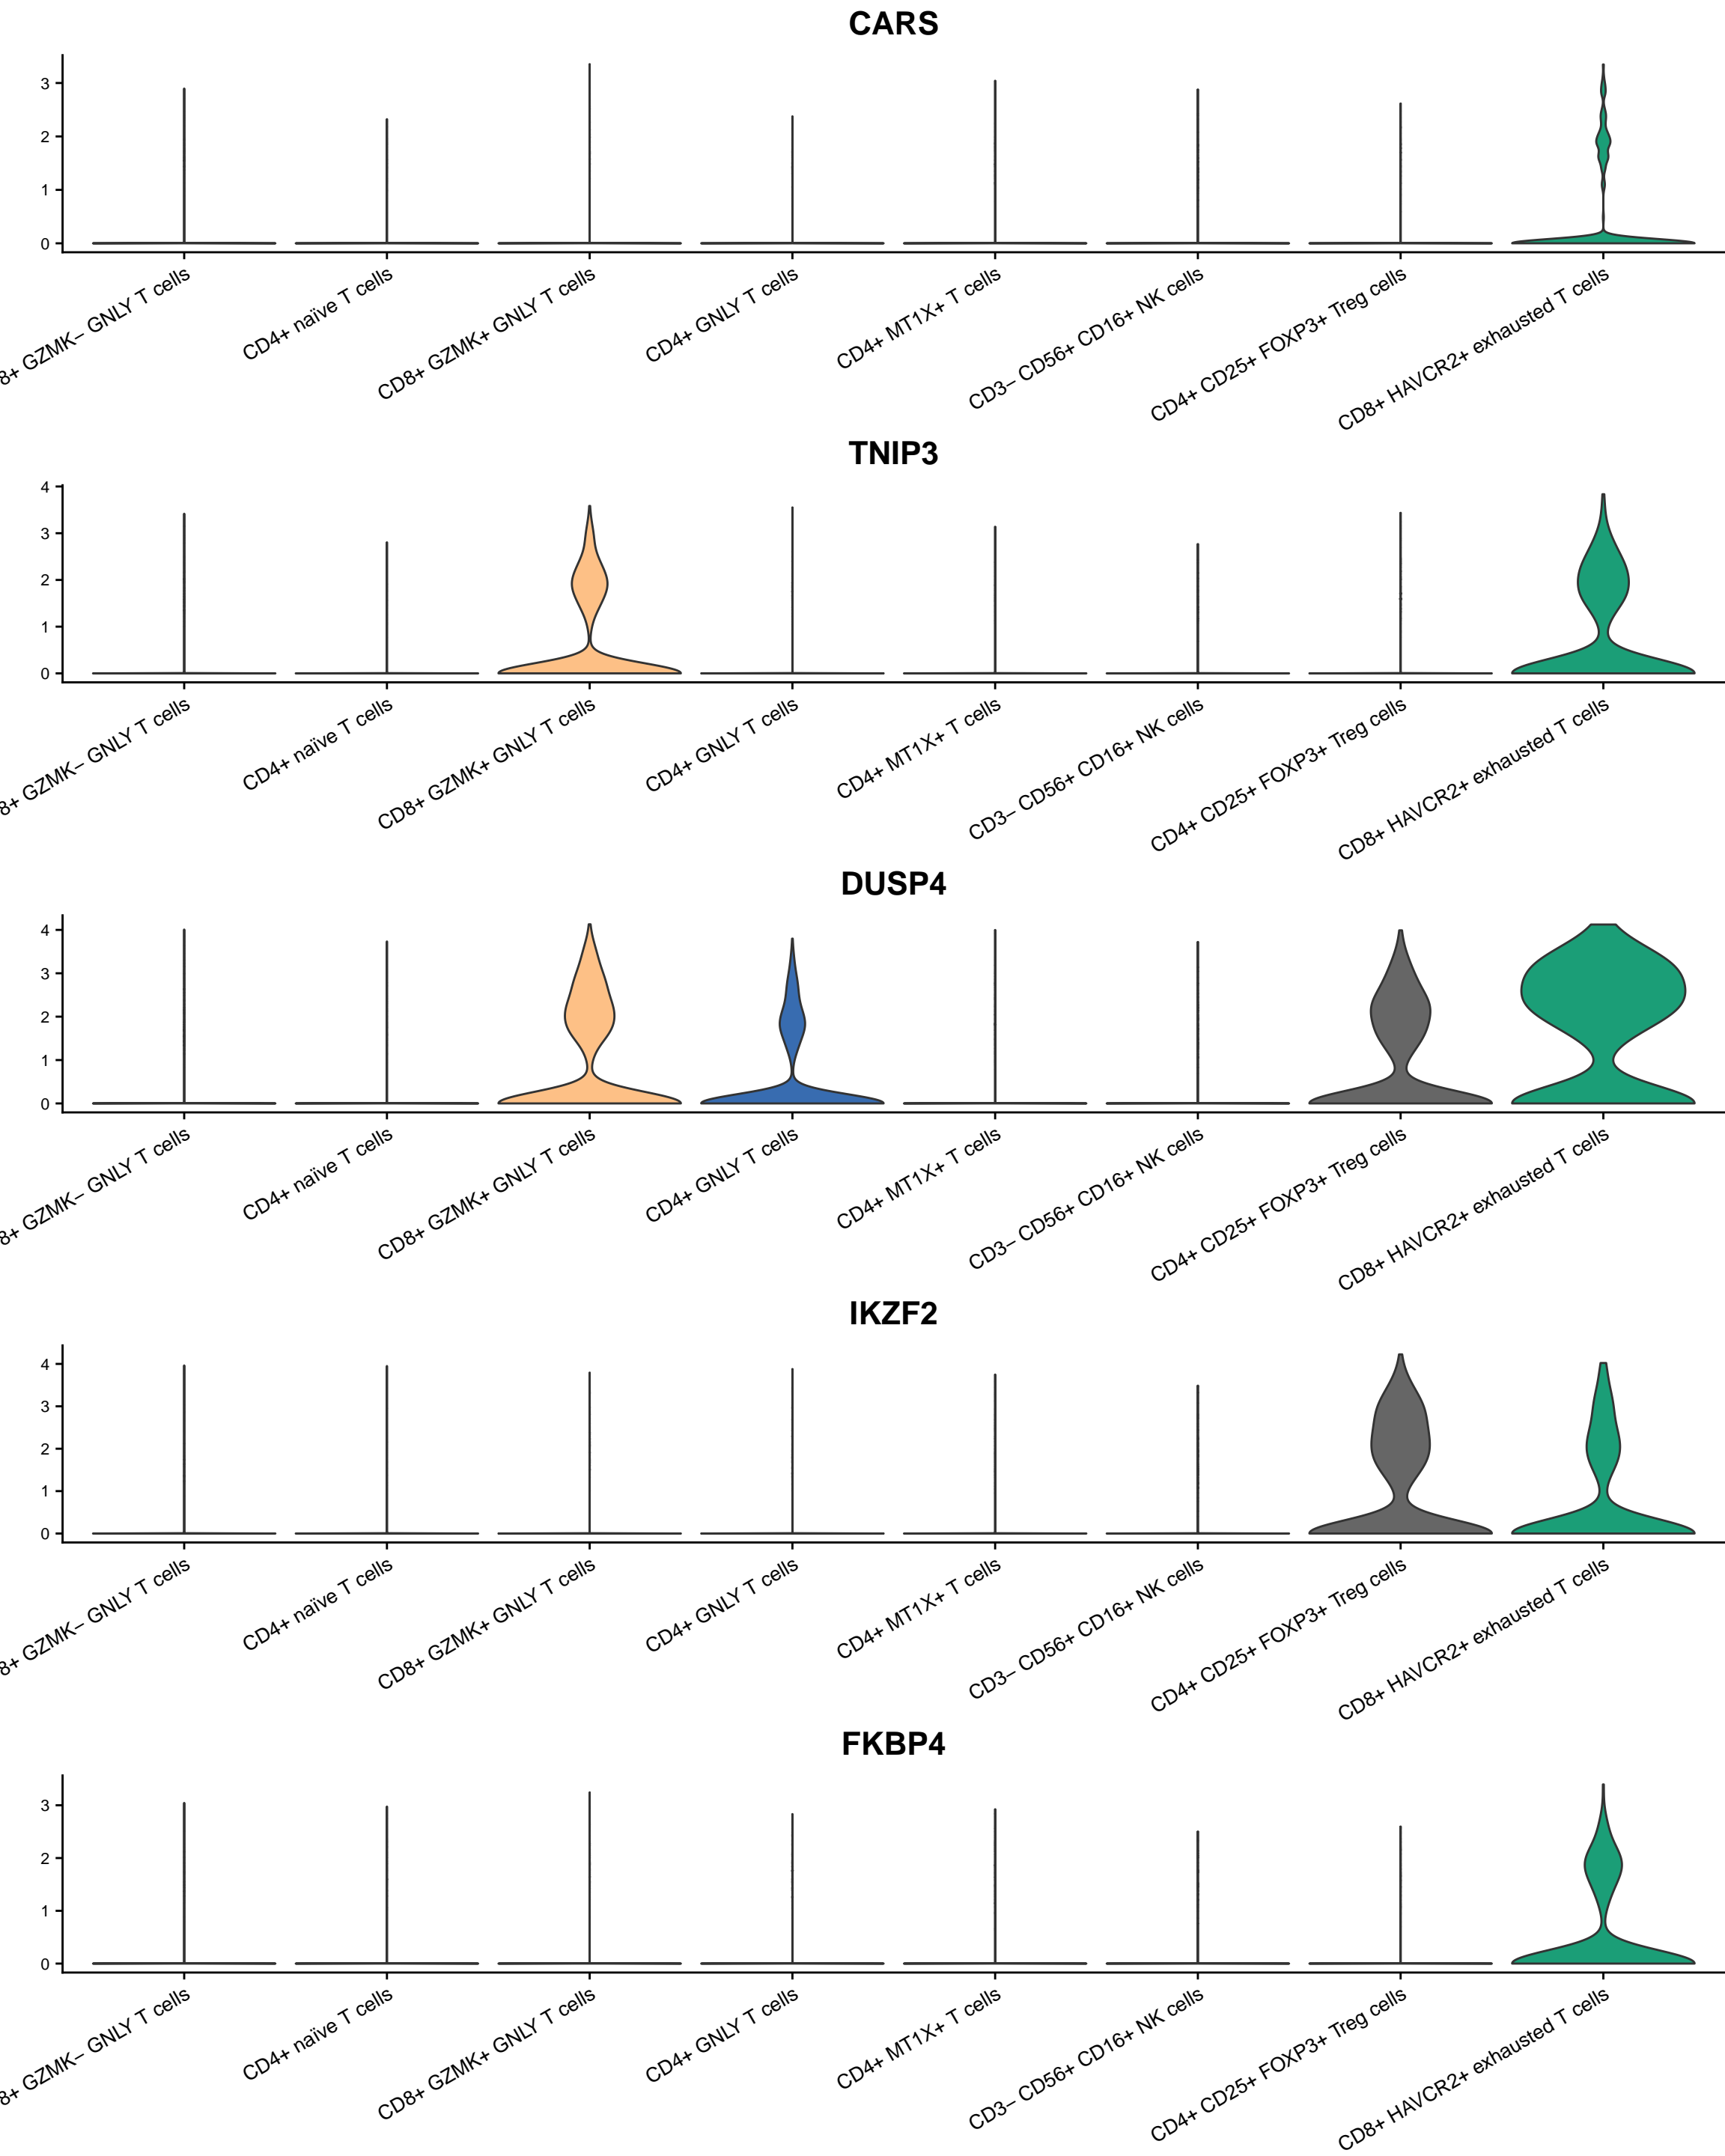 CARS
3
2
1
0
8+ GZMK– GNLY T cells
CD4+ naïve T cells
CD8+ GZMK+ GNLY T cells
CD4+ GNLY T cells
CD4+ MT1X+ T cells
CD3– CD56+ CD16+ NK cells
CD4+ CD25+ FOXP3+ Treg cells
CD8+ HAVCR2+ exhausted T cells
TNIP3
4
3
2
1
0
8+ GZMK– GNLY T cells
CD4+ naïve T cells
CD8+ GZMK+ GNLY T cells
CD4+ GNLY T cells
CD4+ MT1X+ T cells
CD3– CD56+ CD16+ NK cells
CD4+ CD25+ FOXP3+ Treg cells
CD8+ HAVCR2+ exhausted T cells
DUSP4
4
3
2
1
0
8+ GZMK– GNLY T cells
CD4+ naïve T cells
CD8+ GZMK+ GNLY T cells
CD4+ GNLY T cells
CD4+ MT1X+ T cells
CD3– CD56+ CD16+ NK cells
CD4+ CD25+ FOXP3+ Treg cells
CD8+ HAVCR2+ exhausted T cells
IKZF2
4
3
2
1
0
8+ GZMK– GNLY T cells
CD4+ naïve T cells
CD8+ GZMK+ GNLY T cells
CD4+ GNLY T cells
CD4+ MT1X+ T cells
CD3– CD56+ CD16+ NK cells
CD4+ CD25+ FOXP3+ Treg cells
CD8+ HAVCR2+ exhausted T cells
FKBP4
3
2
1
0
8+ GZMK– GNLY T cells
CD4+ naïve T cells
CD8+ GZMK+ GNLY T cells
CD4+ GNLY T cells
CD4+ MT1X+ T cells
CD3– CD56+ CD16+ NK cells
CD4+ CD25+ FOXP3+ Treg cells
CD8+ HAVCR2+ exhausted T cells